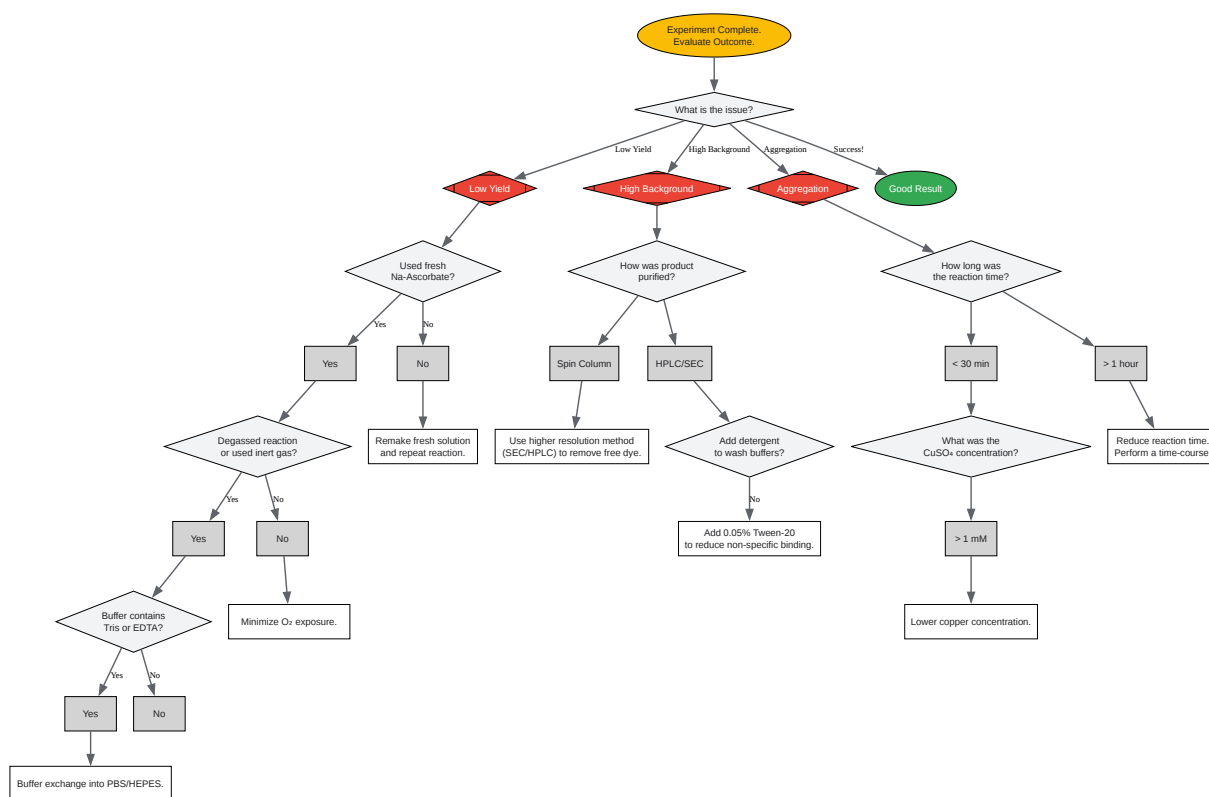 Experiment Complete.
Evaluate Outcome.
What is the issue?
Low Yield
High Background
Aggregation
Success!
Low Yield
High Background
Aggregation
Good Result
Used fresh
Na-Ascorbate?
How was product
purified?
How long was
the reaction time?
Yes
No
Yes
No
Spin Column
HPLC/SEC
< 30 min
> 1 hour
Degassed reaction
or used inert gas?
Remake fresh solution
and repeat reaction.
Use higher resolution method
(SEC/HPLC) to remove free dye.
Add detergent
to wash buffers?
What was the
CuSO₄ concentration?
Reduce reaction time.
Perform a time-course
Yes
No
No
Yes
No
Add 0.05% Tween-20
to reduce non-specific binding.
> 1 mM
Buffer contains
Tris or EDTA?
Minimize O₂ exposure.
Lower copper concentration.
Yes
No
Yes
No
Buffer exchange into PBS/HEPES.